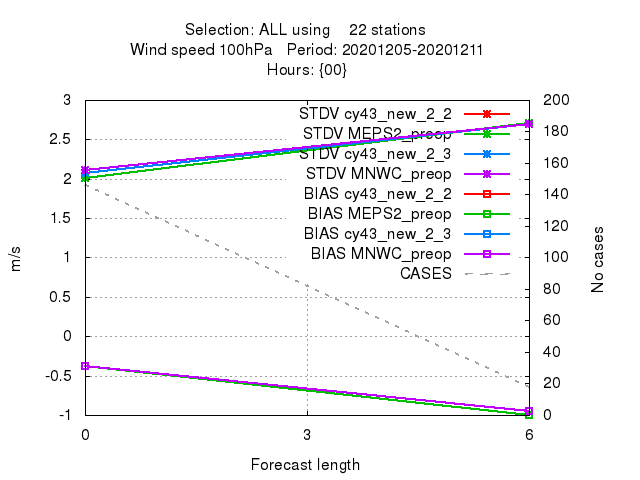 Selection: ALL using    22 stations
Wind speed 100hPa   Period: 20201205-20201211
Hours: {00}
3
2.5
2
1.5
1
0.5
0
-0.5
-1
m/s
STDV cy43_new_2_2
STDV MEPS2_preop
STDV cy43_new_2_3
STDV MNWC_preop
BIAS cy43_new_2_2
BIAS MEPS2_preop
BIAS cy43_new_2_3
BIAS MNWC_preop
CASES
200
180
160
140
120
100
80
60
40
20
0
No cases
0 3 6
Forecast length